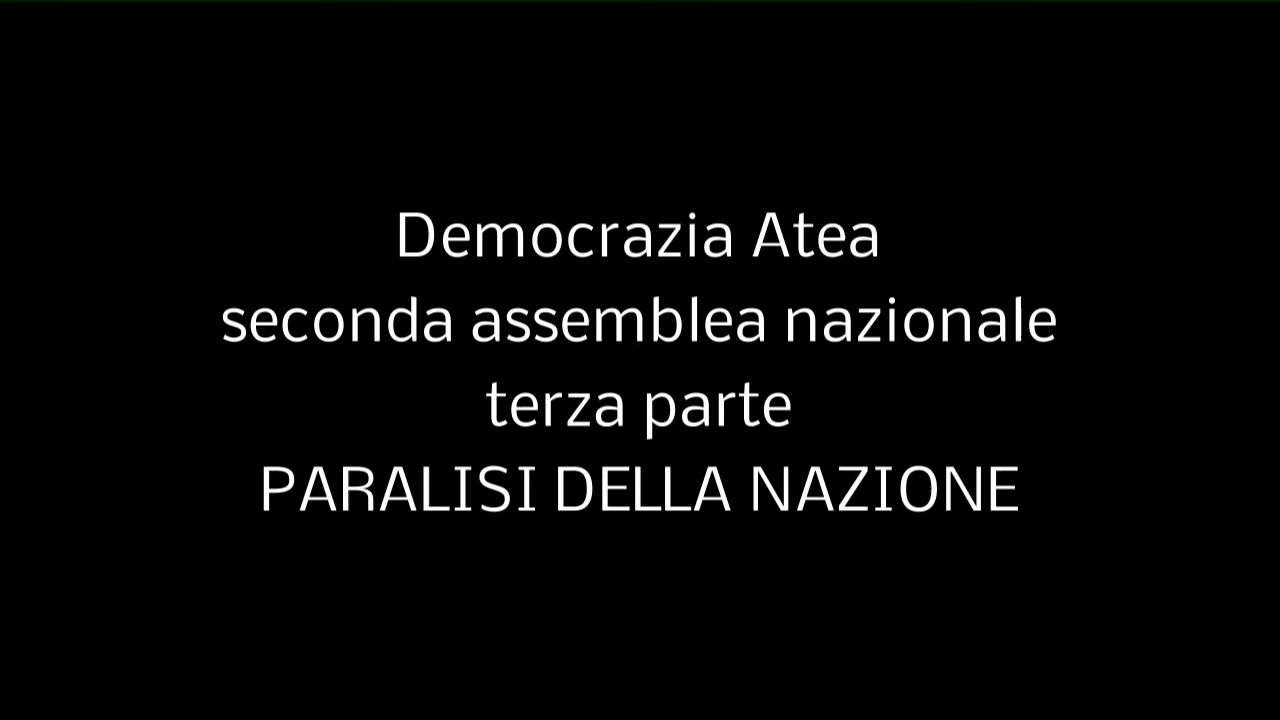 Democrazia Atea
seconda assemblea nazionale
terza parte
PARALISI DELLA NAZIONE